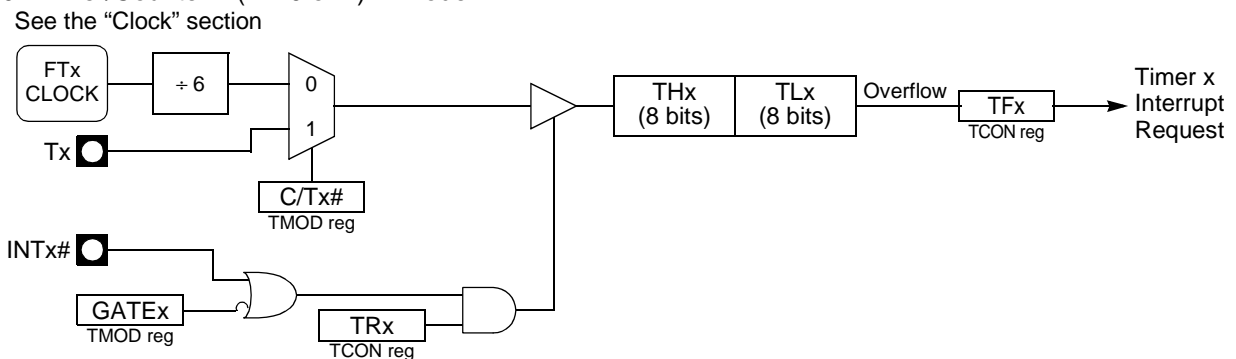 See the “Clock” section
FTx
CLOCK
÷ 6
0
1
Tx
C/Tx#
TMOD reg
THx
(8 bits)
TLx
(8 bits)
Overflow
TFx
TCON reg
Timer x
Interrupt
Request
INTx#
GATEx
TMOD reg
TRx
TCON reg